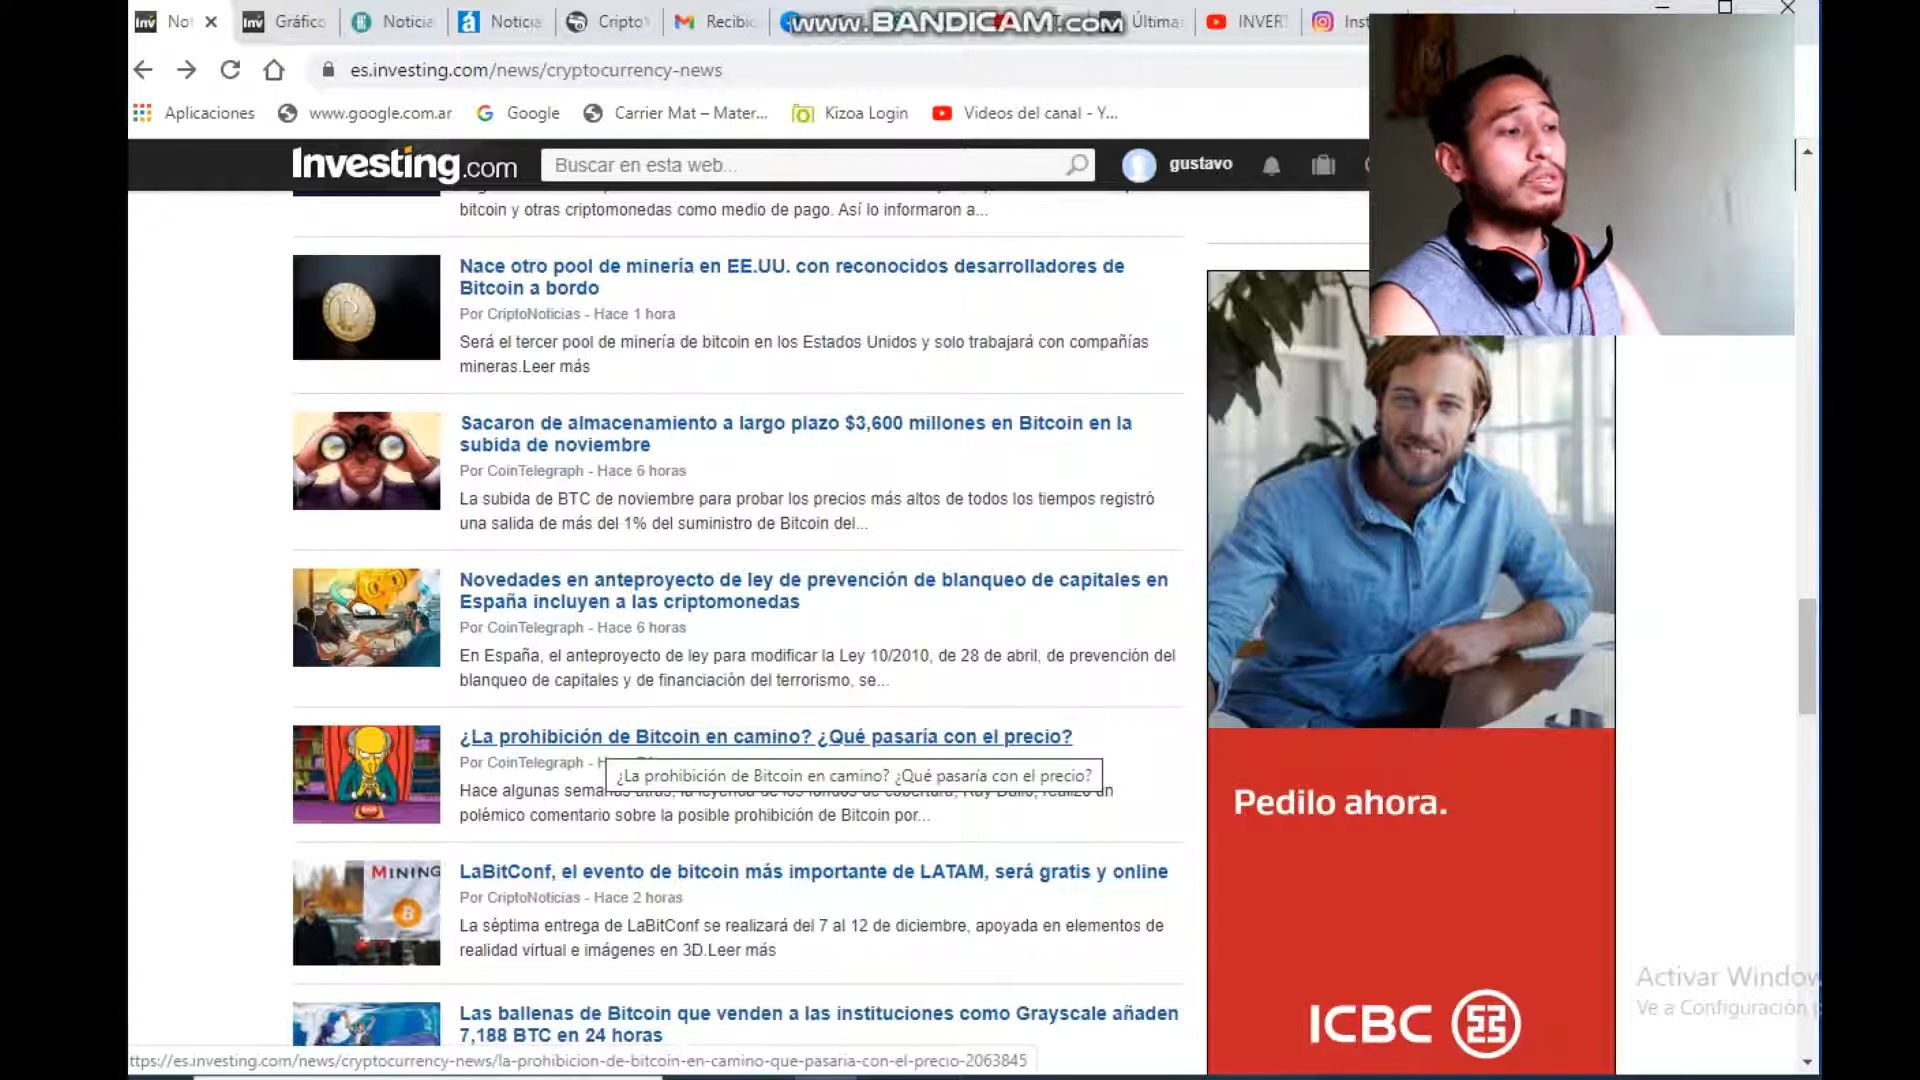 Not
Gráfico
Noticia
Noticia
Cripto
Recibid
www.BANDICAM.com
Última
INVERT
Inst
es.investing.com/news/cryptocurrency-news
Aplicaciones
www.google.com.ar
Google
Carrier Mat – Mater...
Kizoa Login
Videos del canal - Y...
Investing.com
Buscar en esta web...
gustavo
bitcoin y otras criptomonedas como medio de pago. Así lo informaron a...
Nace otro pool de minería en EE.UU. con reconocidos desarrolladores de
Bitcoin a bordo
Por CriptoNoticias - Hace 1 hora
Será el tercer pool de minería de bitcoin en los Estados Unidos y solo trabajará con compañías
mineras.Leer más
Sacaron de almacenamiento a largo plazo $3,600 millones en Bitcoin en la
subida de noviembre
Por CoinTelegraph - Hace 6 horas
La subida de BTC de noviembre para probar los precios más altos de todos los tiempos registró
una salida de más del 1% del suministro de Bitcoin del...
Novedades en anteproyecto de ley de prevención de blanqueo de capitales en
España incluyen a las criptomonedas
Por CoinTelegraph - Hace 6 horas
En España, el anteproyecto de ley para modificar la Ley 10/2010, de 28 de abril, de prevención del
blanqueo de capitales y de financiación del terrorismo, se...
¿La prohibición de Bitcoin en camino? ¿Qué pasaría con el precio?
Por CoinTelegraph - H
¿La prohibición de Bitcoin en camino? ¿Qué pasaría con el precio?
Hace algunas semanas atrás, la leyenda de los fondos de cobertura, Ray Dalio, realizó un
polémico comentario sobre la posible prohibición de Bitcoin por...
MINING
LaBitConf, el evento de bitcoin más importante de LATAM, será gratis y online
Por CriptoNoticias - Hace 2 horas
La séptima entrega de LaBitConf se realizará del 7 al 12 de diciembre, apoyada en elementos de
realidad virtual e imágenes en 3D.Leer más
Las ballenas de Bitcoin que venden a las instituciones como Grayscale añaden
7,188 BTC en 24 horas
ttps://es.investing.com/news/cryptocurrency-news/la-prohibicion-de-bitcoin-en-camino-que-pasaria-con-el-precio-2063845
Pedilo ahora.
ICBC
Activar Window
Ve a Configuración p